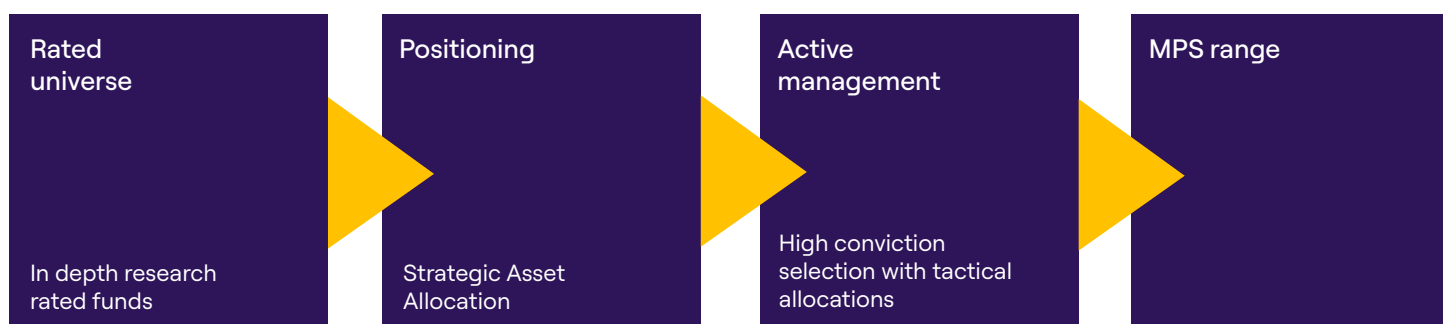 Rated
universe
In depth research
rated funds
Positioning
Strategic Asset
Allocation
Active
management
High conviction
selection with tactical
allocations
MPS range